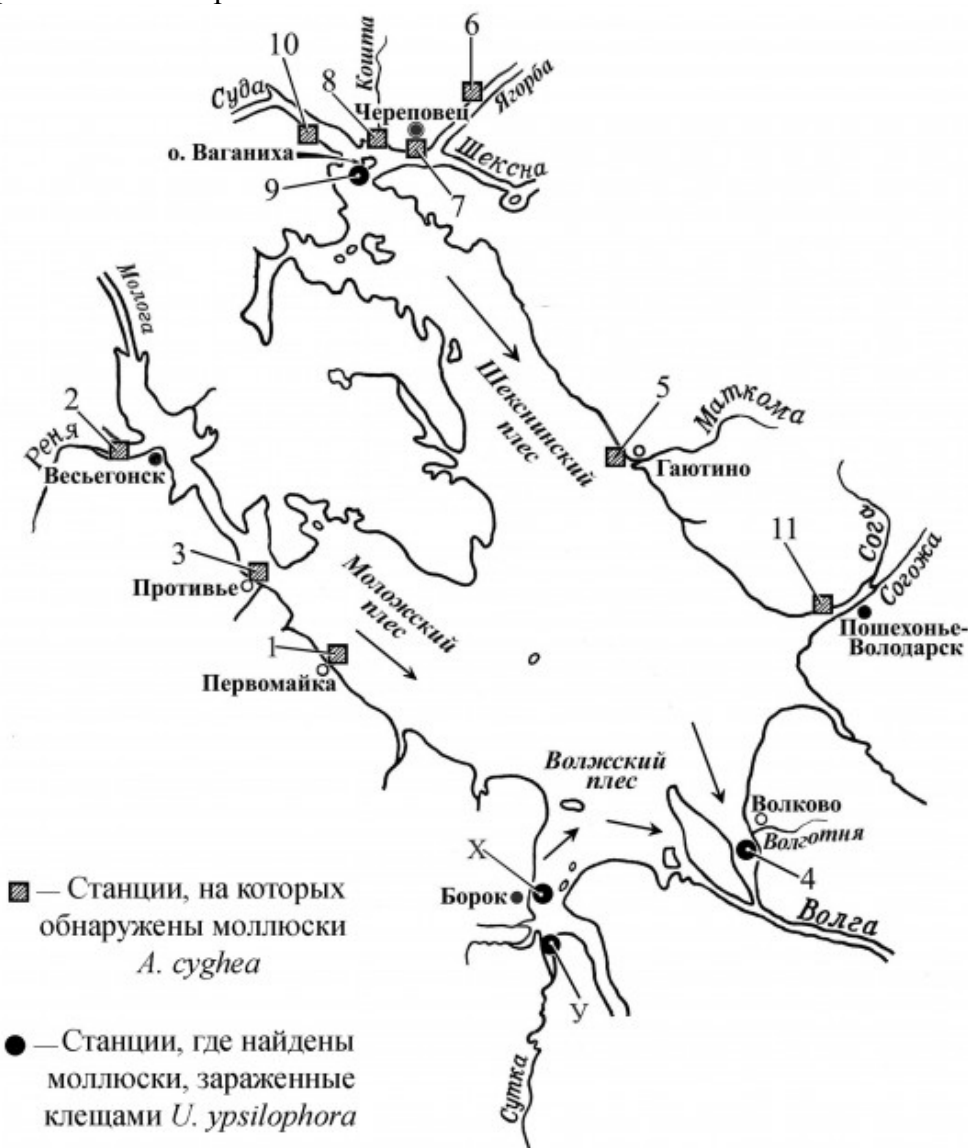 6
10
Кошта
8
Суда
Череповец
Ягорба
о. Ваганиха
Шексна
9
7
Молога
Шекснинский
плес
5
Маткома
2
Реня
Гаютино
Весьегонск
Сога
11
Согожа
3
Противье
Моложский
плес
Пошехонье-
Володарск
1
Первомайка
Волжский
плес
Волково
Волготня
Х
4
Борок
Волга
У
Сутка
— Станции, на которых
обнаружены моллюски
A. cyghea
— Станции, где найдены
моллюски, зараженные
клещами U. ypsilophora